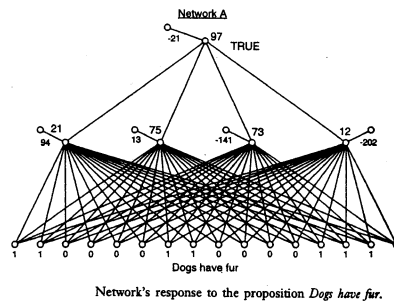 Network A
-21 97 TRUE
21 75 73 12
94 13 -141 -202
1 1 0 0 0 0 1 1 0 0 0 0 1 1 1
Dogs have fur
Network's response to the proposition Dogs have fur.